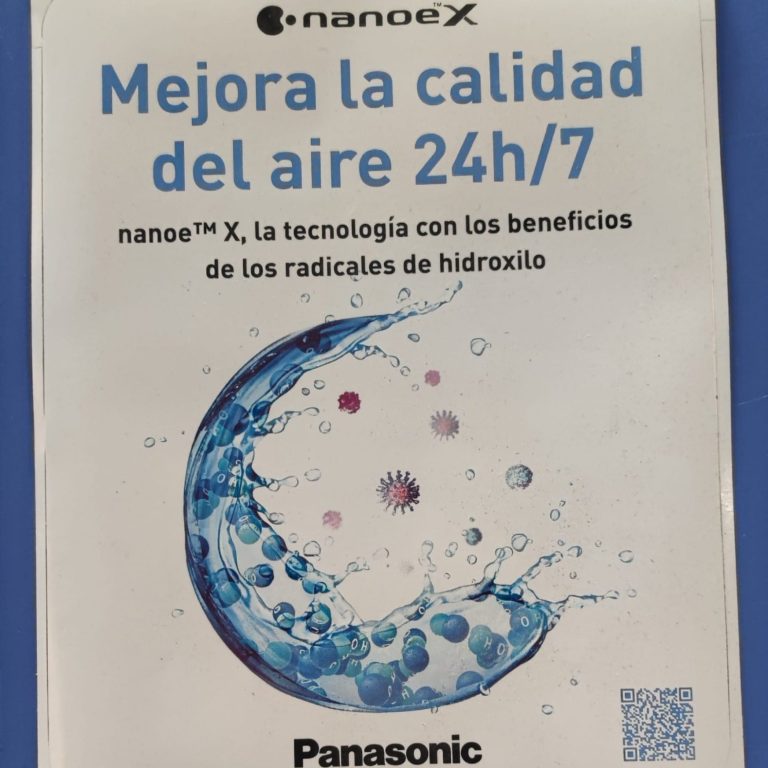 nanoe™X
Mejora la calidad
del aire 24h/7
nanoe™ X, la tecnología con los beneficios
de los radicales de hidroxilo
OH
Panasonic